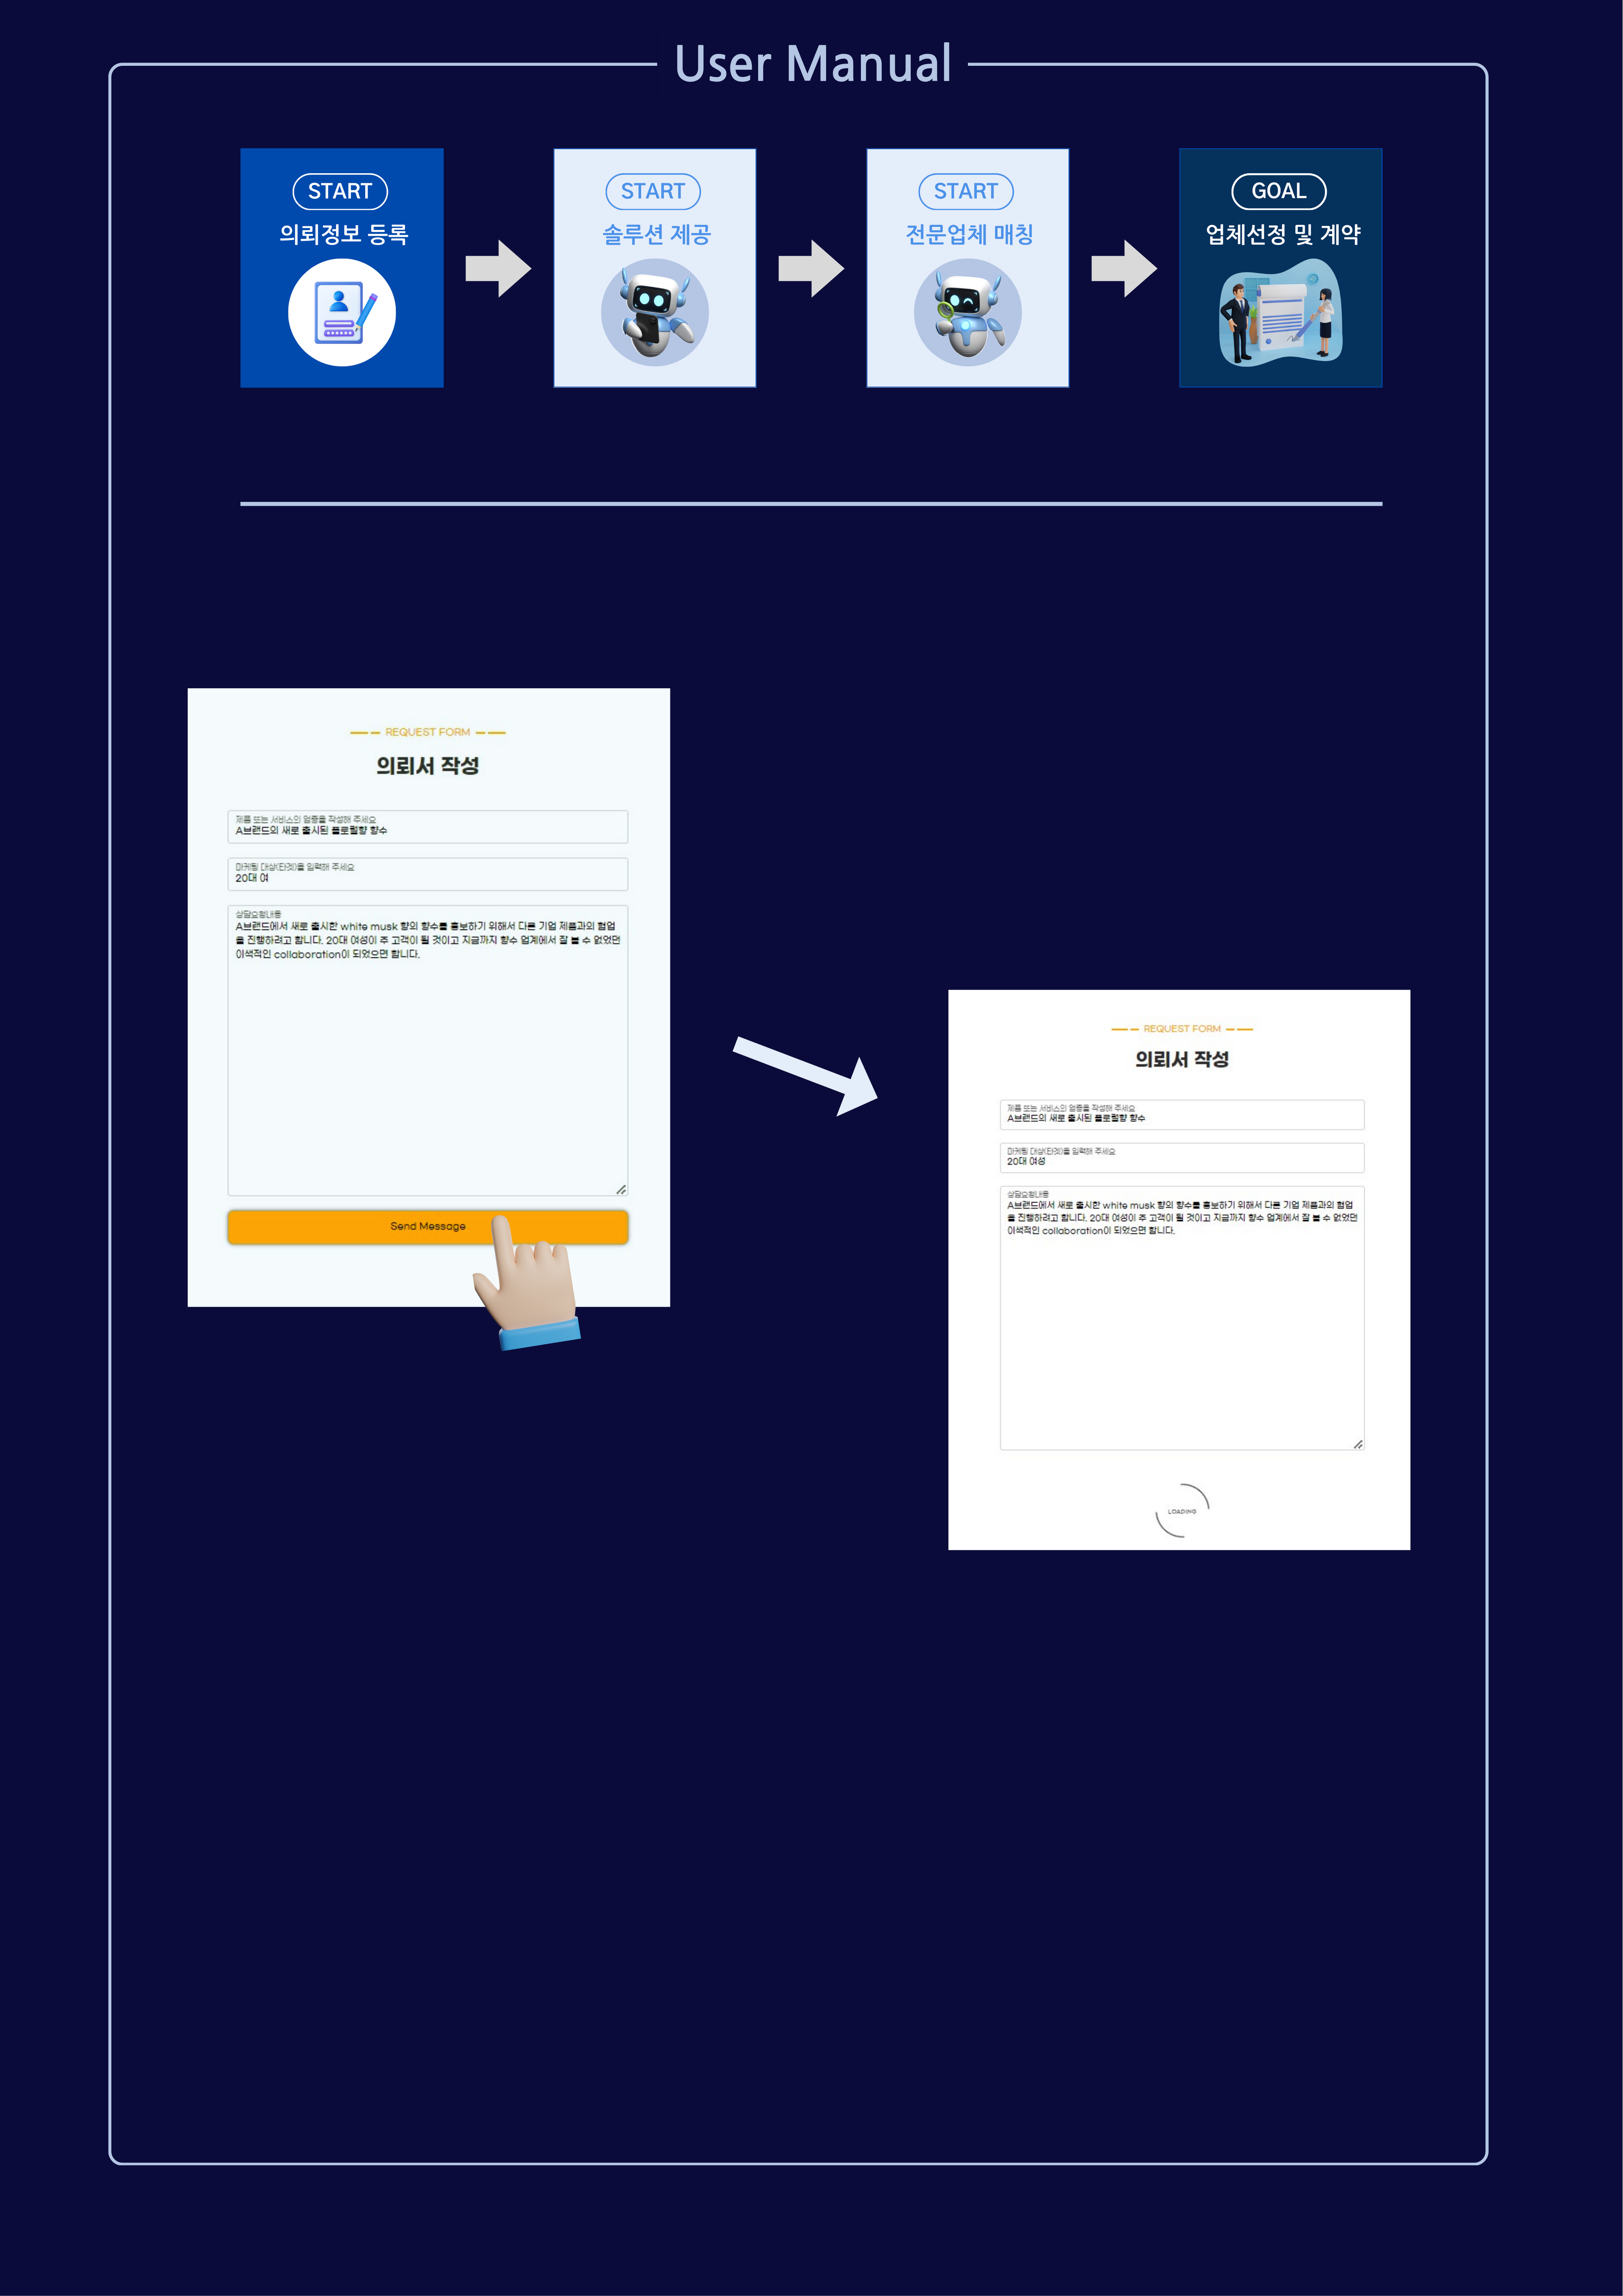 User Manual
START
의뢰정보 등록
START
솔루션 제공
START
전문업체 매칭
GOAL
업체선정 및 계약
REQUEST FORM
의뢰서 작성
제품 또는 서비스의 업종을 작성해 주세요
A브랜드의 새로 출시된 플로럴향 향수
마케팅 대상(타겟)을 입력해 주세요
20대 여
상담요청내용
A브랜드에서 새로 출시한 white musk 향의 향수를 홍보하기 위해서 다른 기업 제품과의 협업
을 진행하려고 합니다. 20대 여성이 주 고객이 될 것이고 지금까지 향수 업계에서 잘 볼 수 없었던
이색적인 collaboration이 되었으면 합니다.
Send Message
REQUEST FORM
의뢰서 작성
제품 또는 서비스의 업종을 작성해 주세요
A브랜드의 새로 출시된 플로럴향 향수
마케팅 대상(타겟)을 입력해 주세요
20대 여성
상담요청내용
A브랜드에서 새로 출시한 white musk 향의 향수를 홍보하기 위해서 다른 기업 제품과의 협업
을 진행하려고 합니다. 20대 여성이 주 고객이 될 것이고 지금까지 향수 업계에서 잘 볼 수 없었던
이색적인 collaboration이 되었으면 합니다.
LOADING